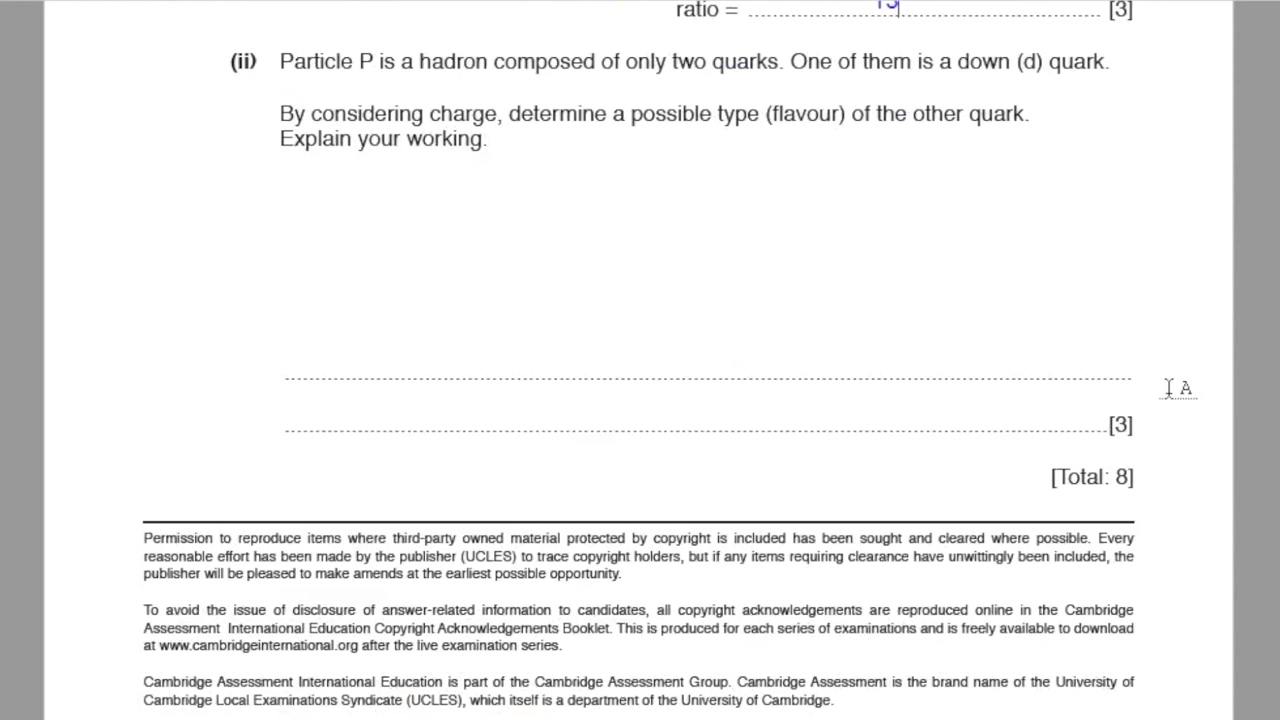 ratio = ............................................................ [3]
(ii) Particle P is a hadron composed of only two quarks. One of them is a down (d) quark.
By considering charge, determine a possible type (flavour) of the other quark.
Explain your working.
A
[3]
[Total: 8]
Permission to reproduce items where third-party owned material protected by copyright is included has been sought and cleared where possible. Every
reasonable effort has been made by the publisher (UCLES) to trace copyright holders, but if any items requiring clearance have unwittingly been included, the
publisher will be pleased to make amends at the earliest possible opportunity.
To avoid the issue of disclosure of answer-related information to candidates, all copyright acknowledgements are reproduced online in the Cambridge
Assessment International Education Copyright Acknowledgements Booklet. This is produced for each series of examinations and is freely available to download
at www.cambridgeinternational.org after the live examination series.
Cambridge Assessment International Education is part of the Cambridge Assessment Group. Cambridge Assessment is the brand name of the University of
Cambridge Local Examinations Syndicate (UCLES), which itself is a department of the University of Cambridge.